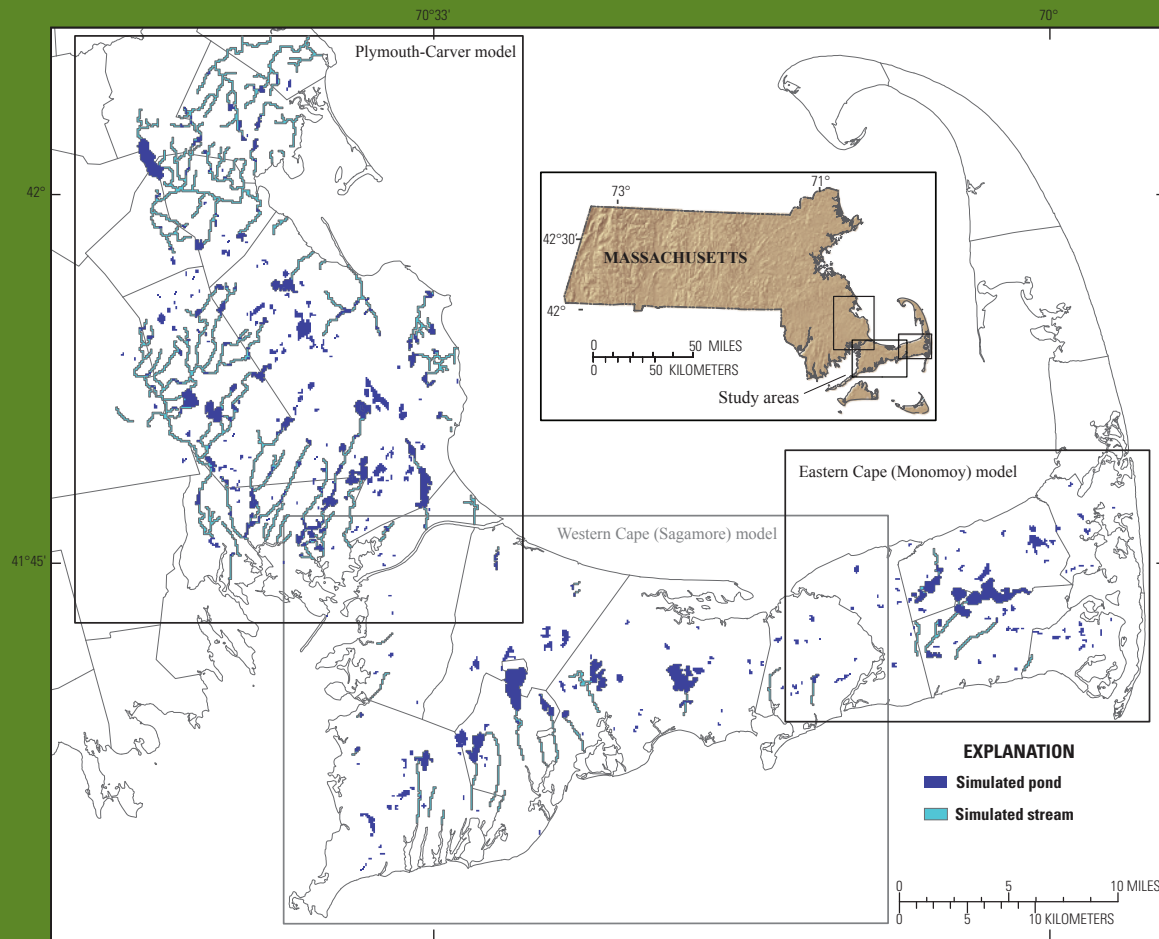 70°33'
70°
Plymouth-Carver model
42°
73°
71°
42°30'
MASSACHUSETTS
42°
0 50 MILES
0 50 KILOMETERS
Study areas
Eastern Cape (Monomoy) model
Western Cape (Sagamore) model
41°45'
EXPLANATION
Simulated pond
Simulated stream
0 5 10 MILES
0 5 10 KILOMETERS